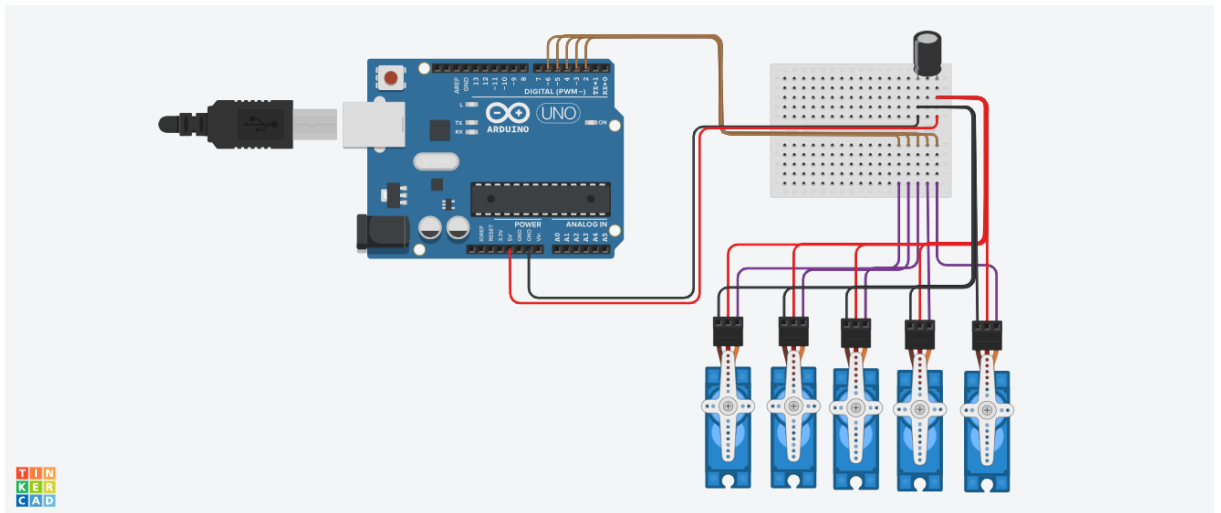 AREF
GND
13
12
~11
~10
~9
8
7
~6
~5
4
~3
2
TX→1
RX←0
DIGITAL (PWM~)
L
TX
RX
ARDUINO
UNO
ON
POWER
ANALOG IN
IOREF
RESET
3.3V
5V
GND
GND
Vin
A0
A1
A2
A3
A4
A5
TIN
KER
CAD